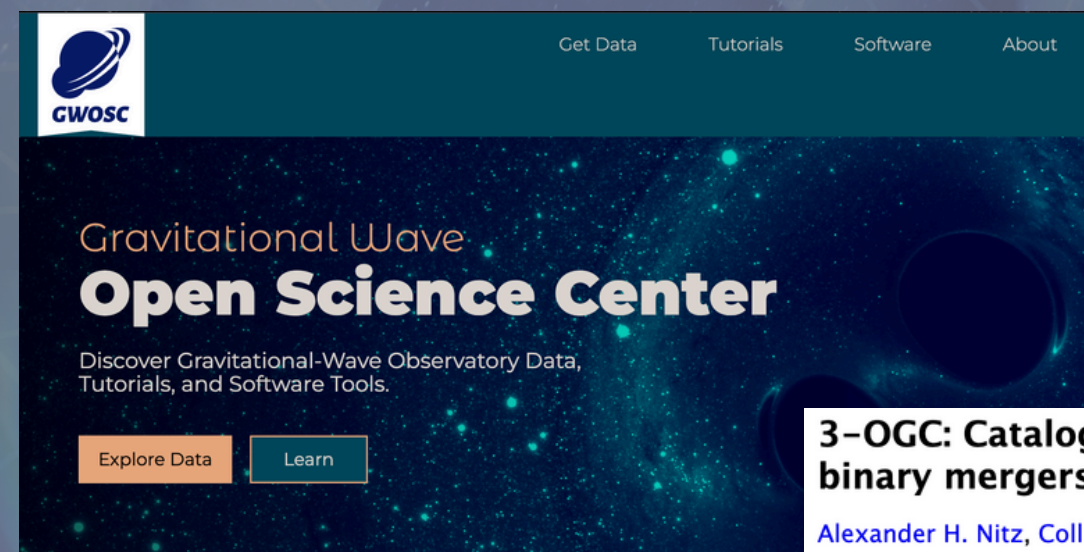 GWOSC
Get Data Tutorials Software About
Gravitational Wave
Open Science Center
Discover Gravitational-Wave Observatory Data,
Tutorials, and Software Tools.
Explore Data Learn
3-OGC: Catalog
binary mergers
Alexander H. Nitz, Coll